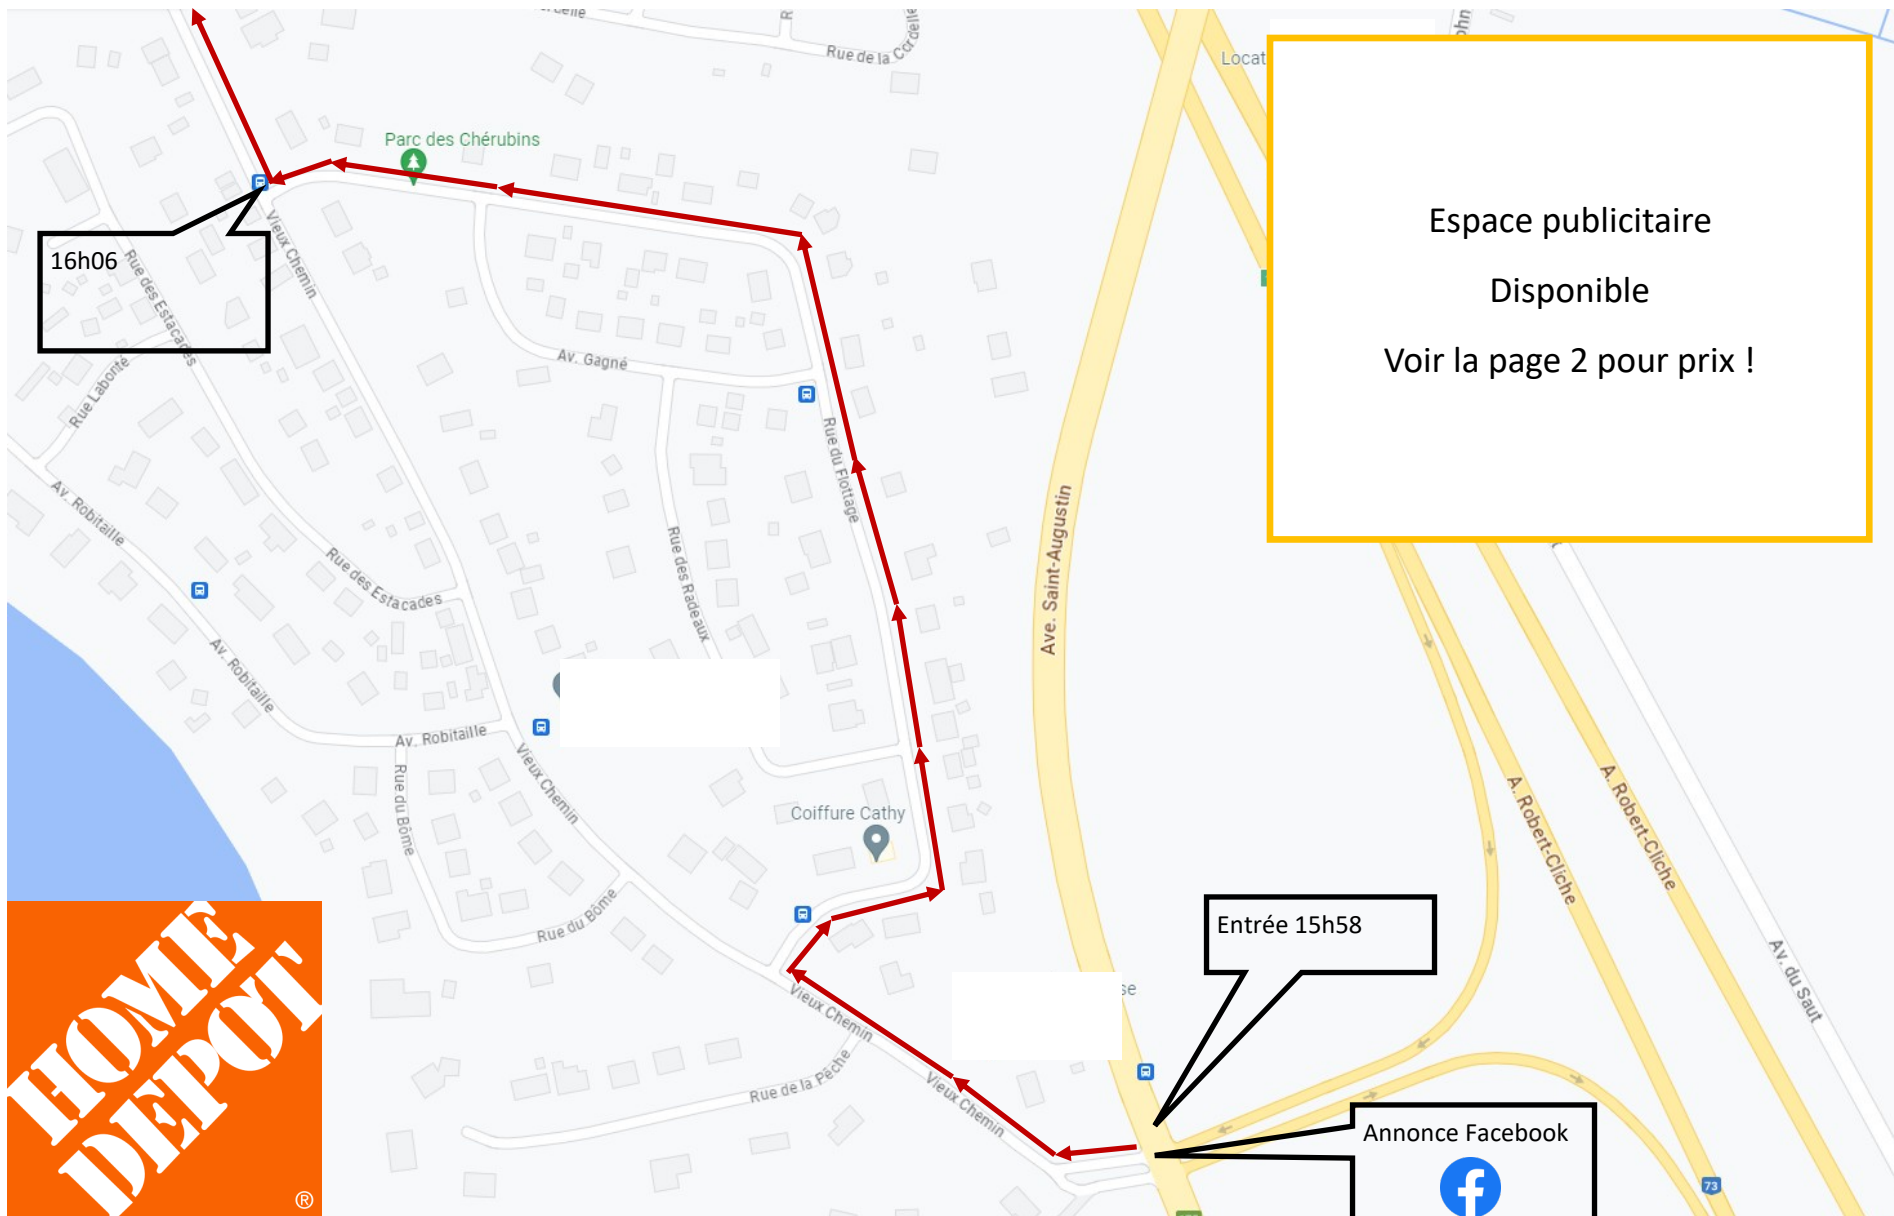 Rue de la Cordelle
Locat
Parc des Chérubins
Espace publicitaire
Disponible
Voir la page 2 pour prix !
16h06
Vieux Chemin
Rue des Estacades
Rue Labonté
Av. Gagné
Rue du Flottage
Av. Robitaille
Rue des Estacades
Rue des Radeaux
Ave. Saint-Augustin
Av. Robitaille
Av. Robitaille
Vieux Chemin
Rue du Bôme
Coiffure Cathy
A. Robert-Cliche
A. Robert-Cliche
Rue du Bôme
Entrée 15h58
Av. du Saut
Vieux Chemin
se
Rue de la Pêche
Vieux Chemin
Annonce Facebook
73
HOME
DEPOT
®